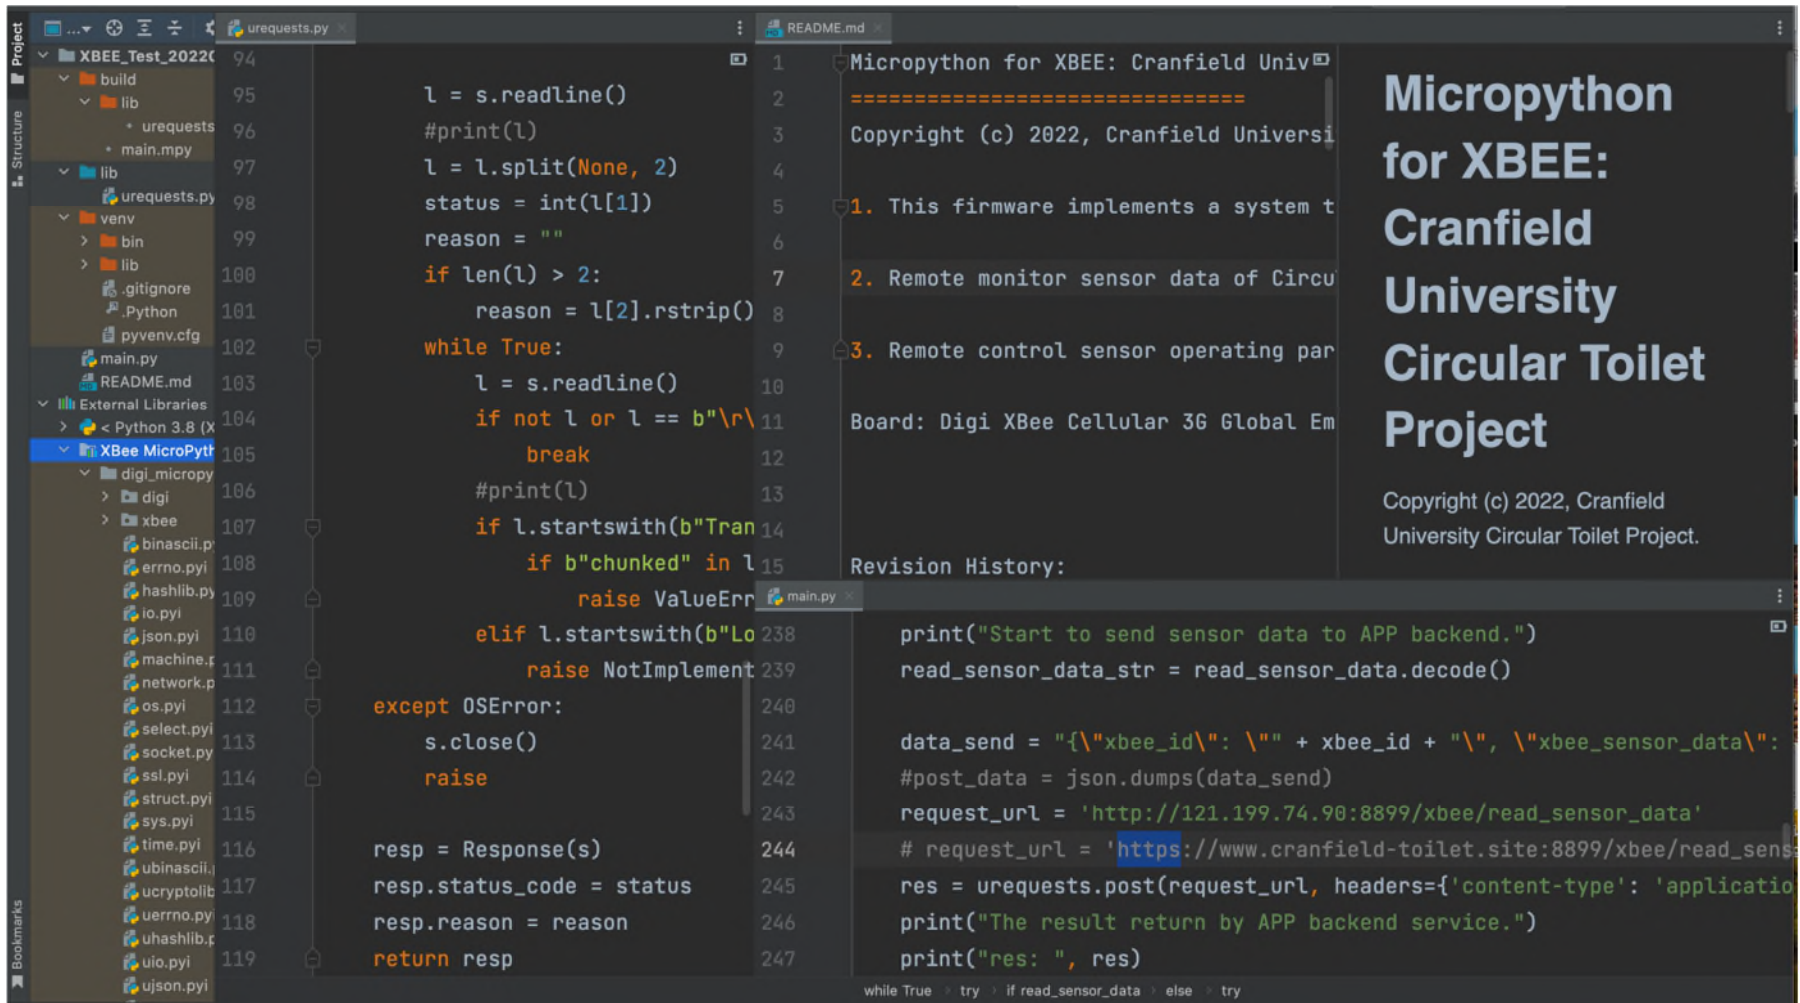 Project
Structure
Bookmarks
...
XBEE_Test_2022
build
lib
urequests
main.mpy
lib
urequests.py
venv
bin
lib
.gitignore
.Python
pyvenv.cfg
main.py
README.md
External Libraries
< Python 3.8 (X
XBee MicroPyth
digi_micropy
digi
xbee
binascii.py
errno.pyi
hashlib.py
io.pyi
json.pyi
machine.p
network.p
os.pyi
select.pyi
socket.py
ssl.pyi
struct.pyi
sys.pyi
time.pyi
ubinascii.
ucryptolib
uerrno.py
uhashlib.p
uio.pyi
ujson.pyi
urequests.py
94
95 l = s.readline()
96 #print(l)
97 l = l.split(None, 2)
98 status = int(l[1])
99 reason = ""
100 if len(l) > 2:
101 reason = l[2].rstrip()
102 while True:
103 l = s.readline()
104 if not l or l == b"\r\
105 break
106 #print(l)
107 if l.startswith(b"Tran
108 if b"chunked" in l
109 raise ValueErr
110 elif l.startswith(b"Lo
111 raise NotImplement
112 except OSError:
113 s.close()
114 raise
115
116 resp = Response(s)
117 resp.status_code = status
118 resp.reason = reason
119 return resp
README.md
1 Micropython for XBEE: Cranfield Univ
2 ===============================
3 Copyright (c) 2022, Cranfield Universi
4
5 1. This firmware implements a system t
6
7 2. Remote monitor sensor data of Circu
8
9 3. Remote control sensor operating par
10
11 Board: Digi XBee Cellular 3G Global Em
12
13
14
15 Revision History:
Micropython
for XBEE:
Cranfield
University
Circular Toilet
Project
Copyright (c) 2022, Cranfield
University Circular Toilet Project.
main.py
238 print("Start to send sensor data to APP backend.")
239 read_sensor_data_str = read_sensor_data.decode()
240
241 data_send = "{\"xbee_id\": \"" + xbee_id + "\", \"xbee_sensor_data\":
242 #post_data = json.dumps(data_send)
243 request_url = 'http://121.199.74.90:8899/xbee/read_sensor_data'
244 # request_url = 'https://www.cranfield-toilet.site:8899/xbee/read_sens
245 res = urequests.post(request_url, headers={'content-type': 'applicatio
246 print("The result return by APP backend service.")
247 print("res: ", res)
while True > try > if read_sensor_data > else > try